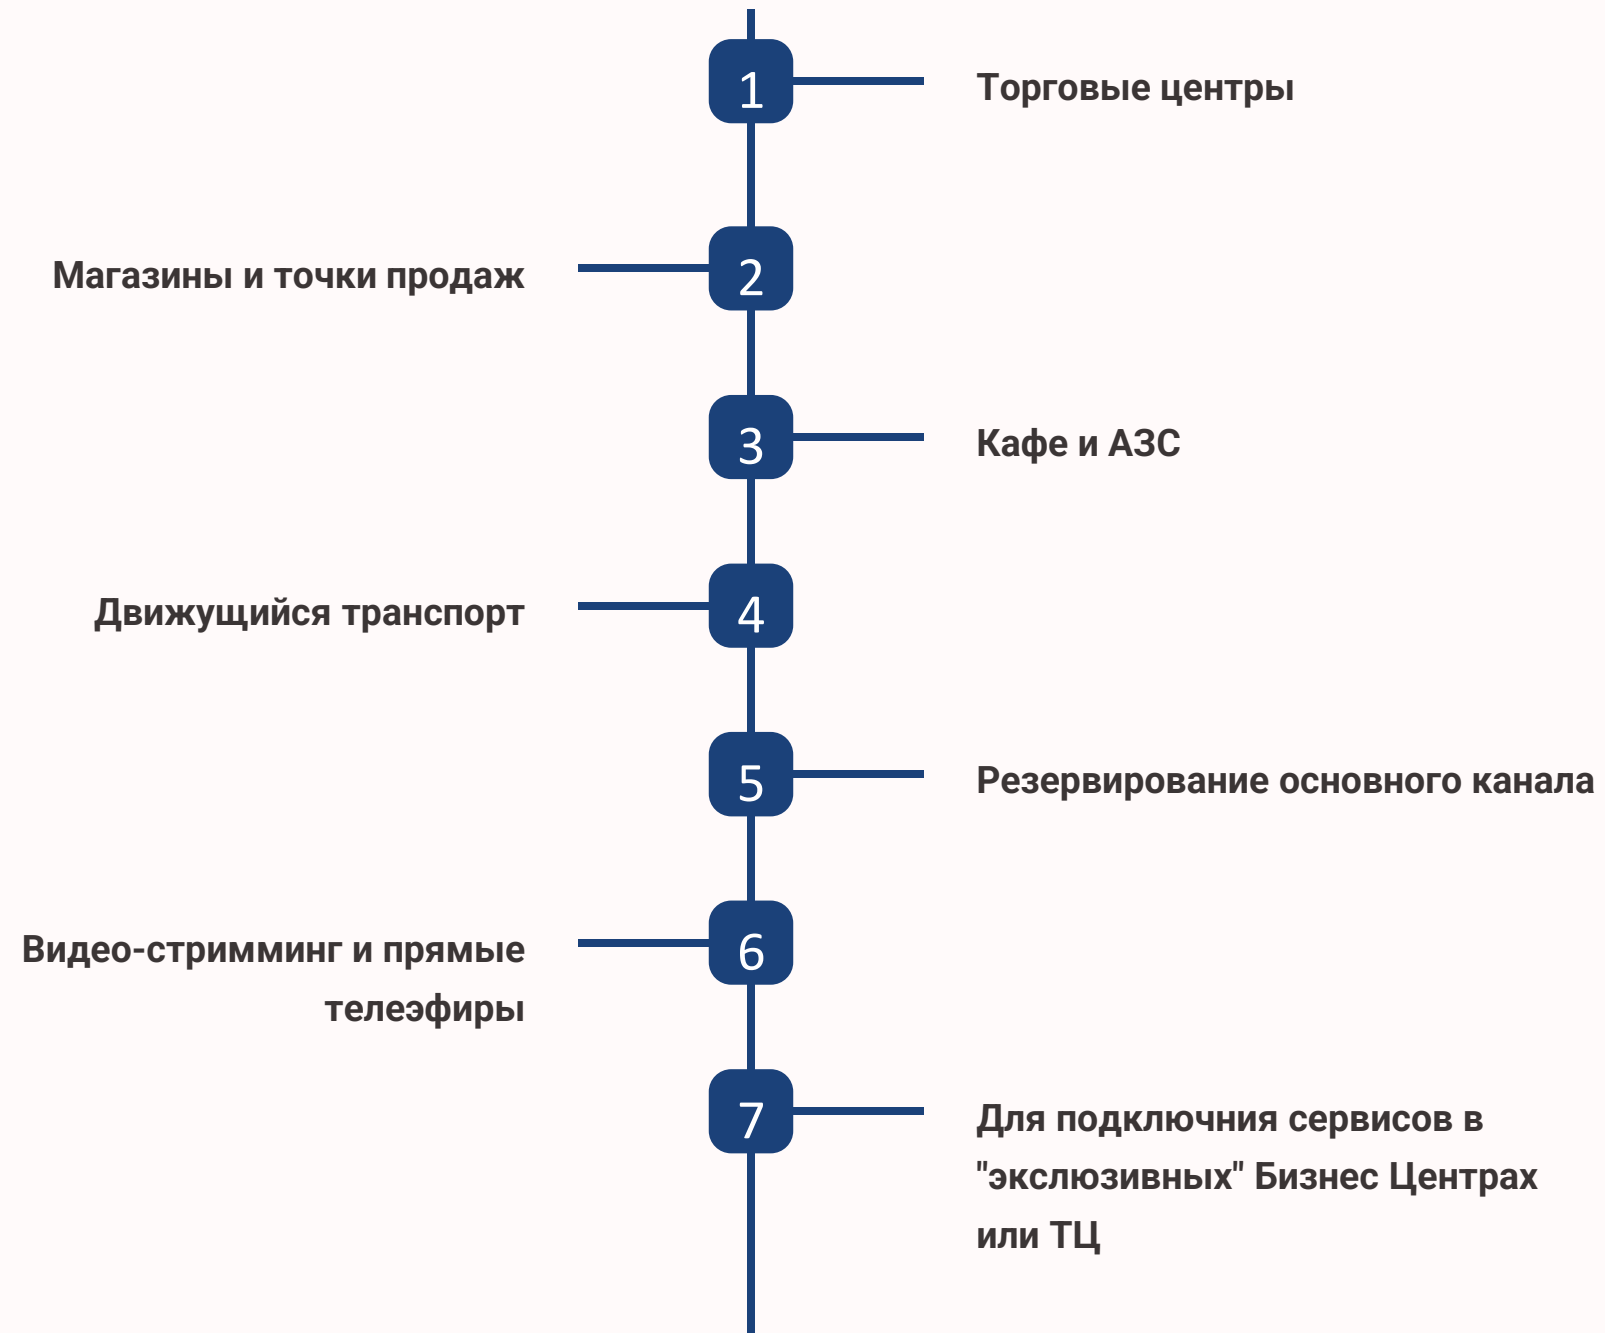 1
Торговые центры
2
Магазины и точки продаж
3
Кафе и АЗС
4
Движущийся транспорт
5
Резервирование основного канала
6
Видео-стримминг и прямые
телеэфиры
7
Для подключния сервисов в
"экслюзивных" Бизнес Центрах
или ТЦ